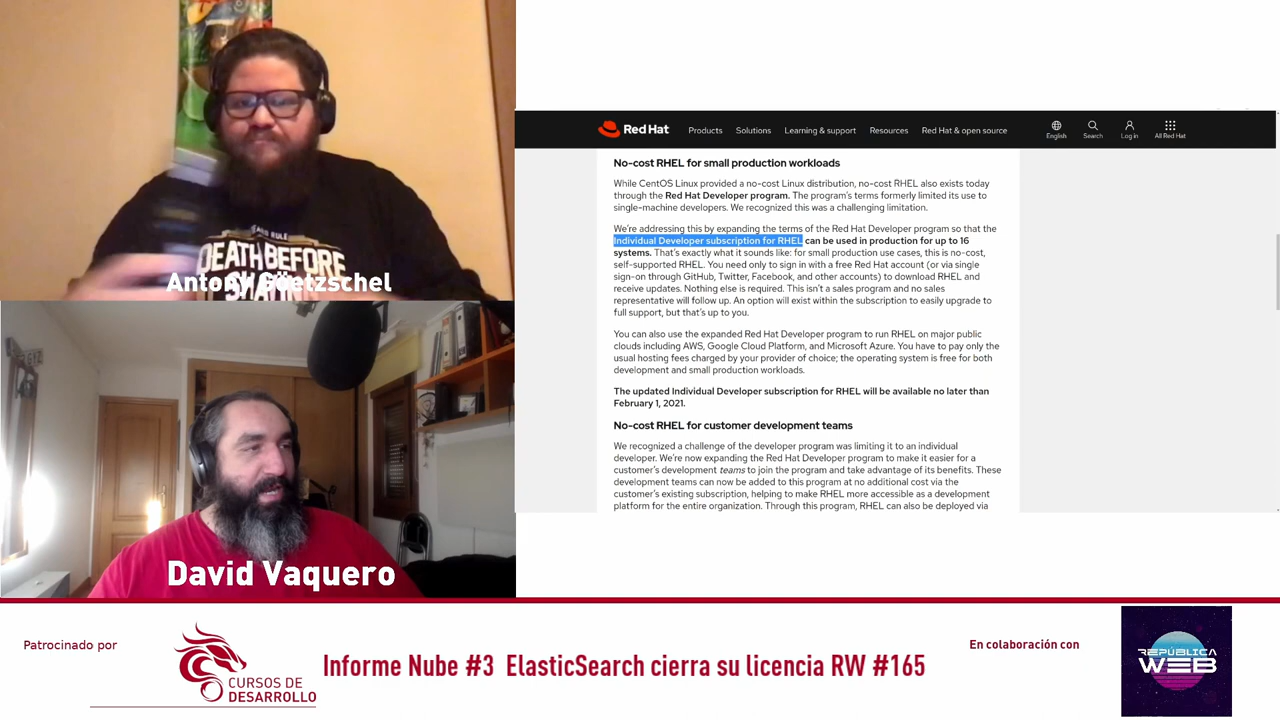 DEATH BEFORE
Antony Goetzschel
David Vaquero
Red Hat
Products
Solutions
Learning & support
Resources
Red Hat & open source
English
Search
Log in
All Red Hat
No-cost RHEL for small production workloads
While CentOS Linux provided a no-cost Linux distribution, no-cost RHEL also exists today
through the Red Hat Developer program. The program's terms formerly limited its use to
single-machine developers. We recognized this was a challenging limitation.
We're addressing this by expanding the terms of the Red Hat Developer program so that the
Individual Developer subscription for RHEL can be used in production for up to 16
systems. That's exactly what it sounds like: for small production use cases, this is no-cost,
self-supported RHEL. You need only to sign in with a free Red Hat account (or via single
sign-on through GitHub, Twitter, Facebook, and other accounts) to download RHEL and
receive updates. Nothing else is required. This isn't a sales program and no sales
representative will follow up. An option will exist within the subscription to easily upgrade to
full support, but that's up to you.
You can also use the expanded Red Hat Developer program to run RHEL on major public
clouds including AWS, Google Cloud Platform, and Microsoft Azure. You have to pay only the
usual hosting fees charged by your provider of choice; the operating system is free for both
development and small production workloads.
The updated Individual Developer subscription for RHEL will be available no later than
February 1, 2021.
No-cost RHEL for customer development teams
We recognized a challenge of the developer program was limiting it to an individual
developer. We're now expanding the Red Hat Developer program to make it easier for a
customer's development teams to join the program and take advantage of its benefits. These
development teams can now be added to this program at no additional cost via the
customer's existing subscription, helping to make RHEL more accessible as a development
platform for the entire organization. Through this program, RHEL can also be deployed via
Patrocinado por
CURSOS DE
DESARROLLO
Informe Nube #3 ElasticSearch cierra su licencia RW #165
En colaboración con
REPÚBLICA
WEB